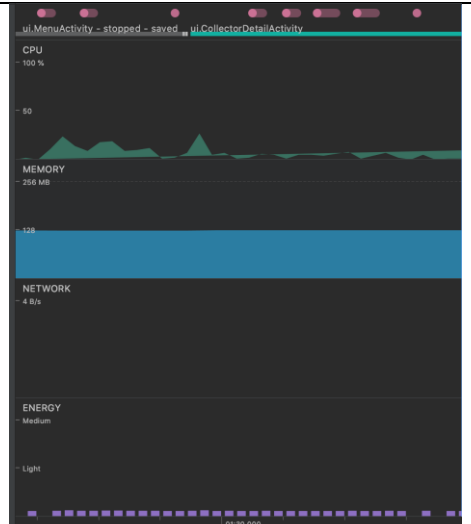 ui.MenuActivity - stopped - saved ui.CollectorDetailActivity
CPU
100 %
50
MEMORY
256 MB
128
NETWORK
4 B/s
ENERGY
Medium
Light